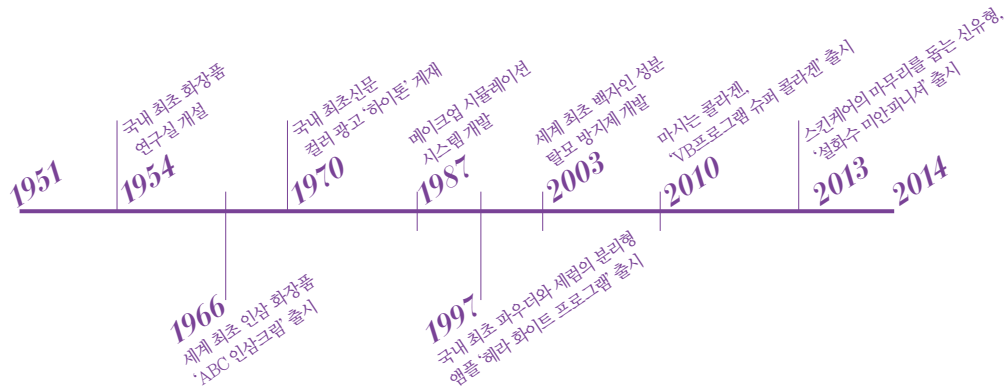 1951
1954
국내 최초 화장품
연구실 개설
1966
세계 최초 인삼 화장품
‘ABC 인삼크림’ 출시
1970
국내 최초신문
컬러 광고 ‘하이톤’ 게재
1987
메이크업 시뮬레이션
시스템 개발
1997
국내 최초 파우더와 세럼의 분리형
앰플 ‘헤라 화이트 프로그램’ 출시
2003
세계 최초 백자인 성분
탈모 방지제 개발
2010
마시는 콜라겐,
‘VB프로그램 슈퍼 콜라겐’ 출시
2013
스킨케어의 마무리를 돕는 신유형,
‘설화수 미안피니셔’ 출시
2014